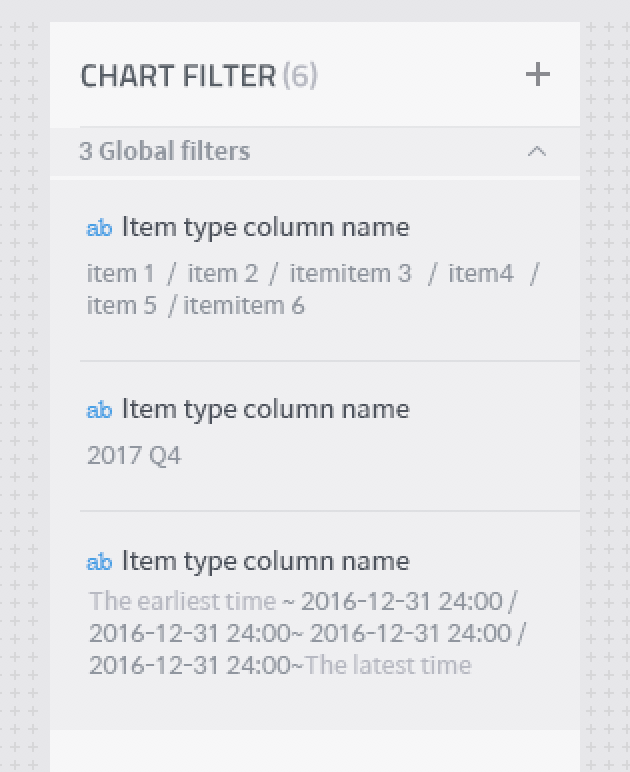 CHART FILTER (6)
3 Global filters
ab Item type column name
item 1 / item 2 / itemitem 3 / item4 /
item 5 / itemitem 6
ab Item type column name
2017 Q4
ab Item type column name
The earliest time ~ 2016-12-31 24:00 /
2016-12-31 24:00~ 2016-12-31 24:00 /
2016-12-31 24:00~The latest time